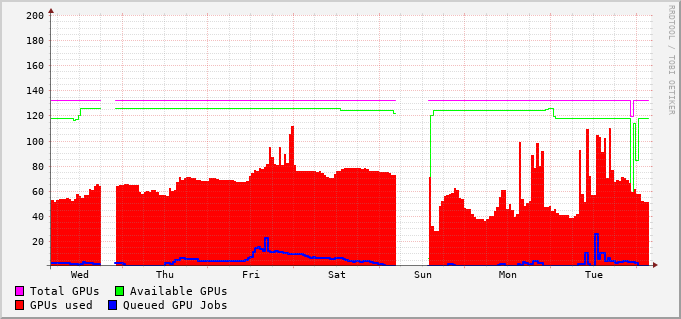 200
180
160
140
120
100
80
60
40
20
Wed Thu Fri Sat Sun Mon Tue
Total GPUs Available GPUs
GPUs used Queued GPU Jobs
RRDTOOL / TOBI OETIKER